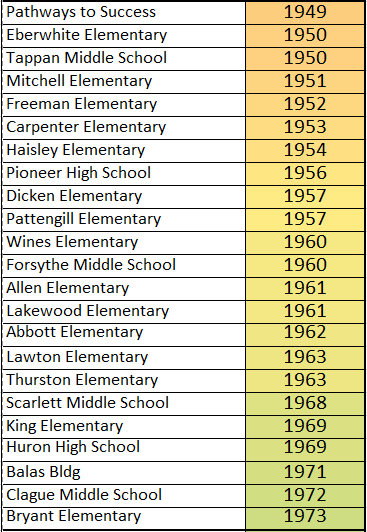 Pathways to Success 1949
Eberwhite Elementary 1950
Tappan Middle School 1950
Mitchell Elementary 1951
Freeman Elementary 1952
Carpenter Elementary 1953
Haisley Elementary 1954
Pioneer High School 1956
Dicken Elementary 1957
Pattengill Elementary 1957
Wines Elementary 1960
Forsythe Middle School 1960
Allen Elementary 1961
Lakewood Elementary 1961
Abbott Elementary 1962
Lawton Elementary 1963
Thurston Elementary 1963
Scarlett Middle School 1968
King Elementary 1969
Huron High School 1969
Balas Bldg 1971
Clague Middle School 1972
Bryant Elementary 1973